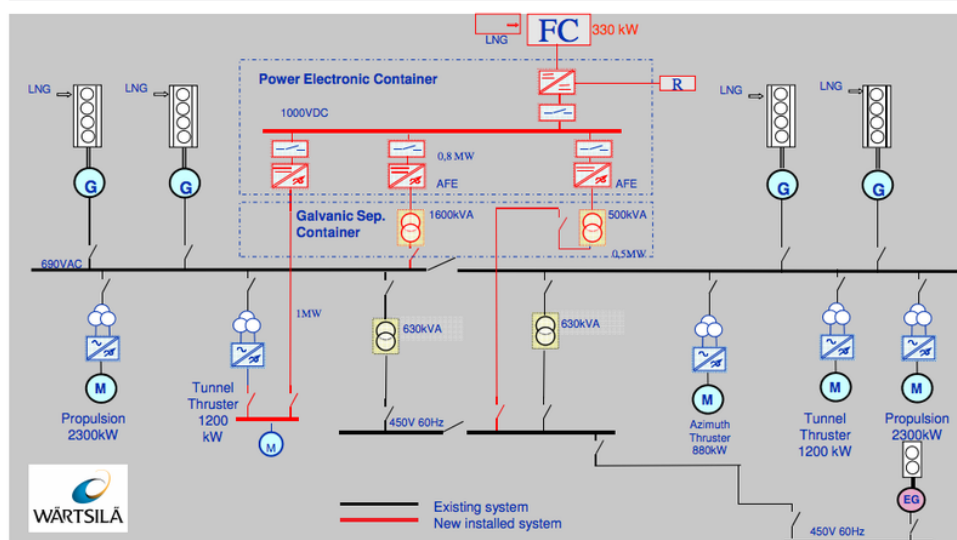 FC
330 kW
LNG
Power Electronic Container
R
LNG
LNG
LNG
LNG
1000VDC
0,8 MW
AFE
AFE
G
G
G
G
1600kVA
500kVA
Galvanic Sep.
Container
0,5MW
690VAC
1MW
630kVA
630kVA
M
M
M
M
Propulsion
2300kW
Tunnel
Thruster
1200
kW
M
450V 60Hz
Azimuth
Thruster
880kW
Tunnel
Thruster
1200 kW
Propulsion
2300kW
EG
WÄRTSILÄ
Existing system
New installed system
450V 60Hz